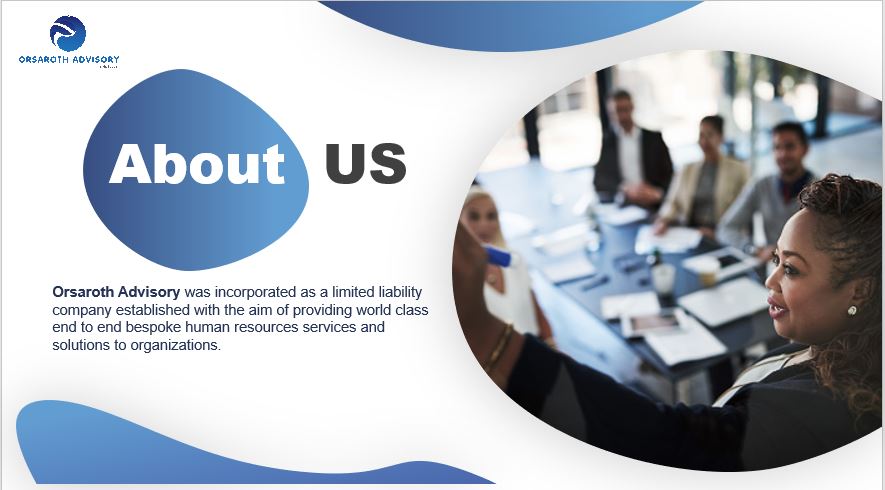 ORSAROTH ADVISORY
About US
Orsaroth Advisory was incorporated as a limited liability
company established with the aim of providing world class
end to end bespoke human resources services and
solutions to organizations.